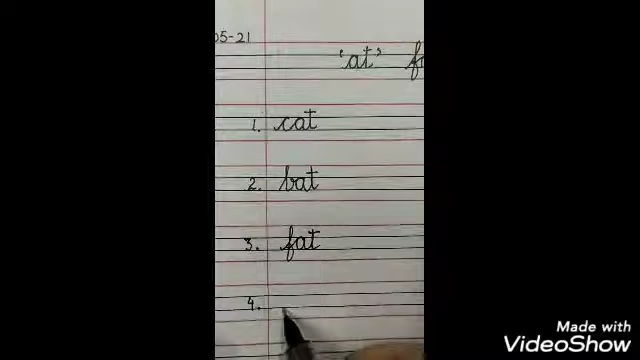 05-21
'at' f
1. cat
2. bat
3. fat
4.
Made with
VideoShow